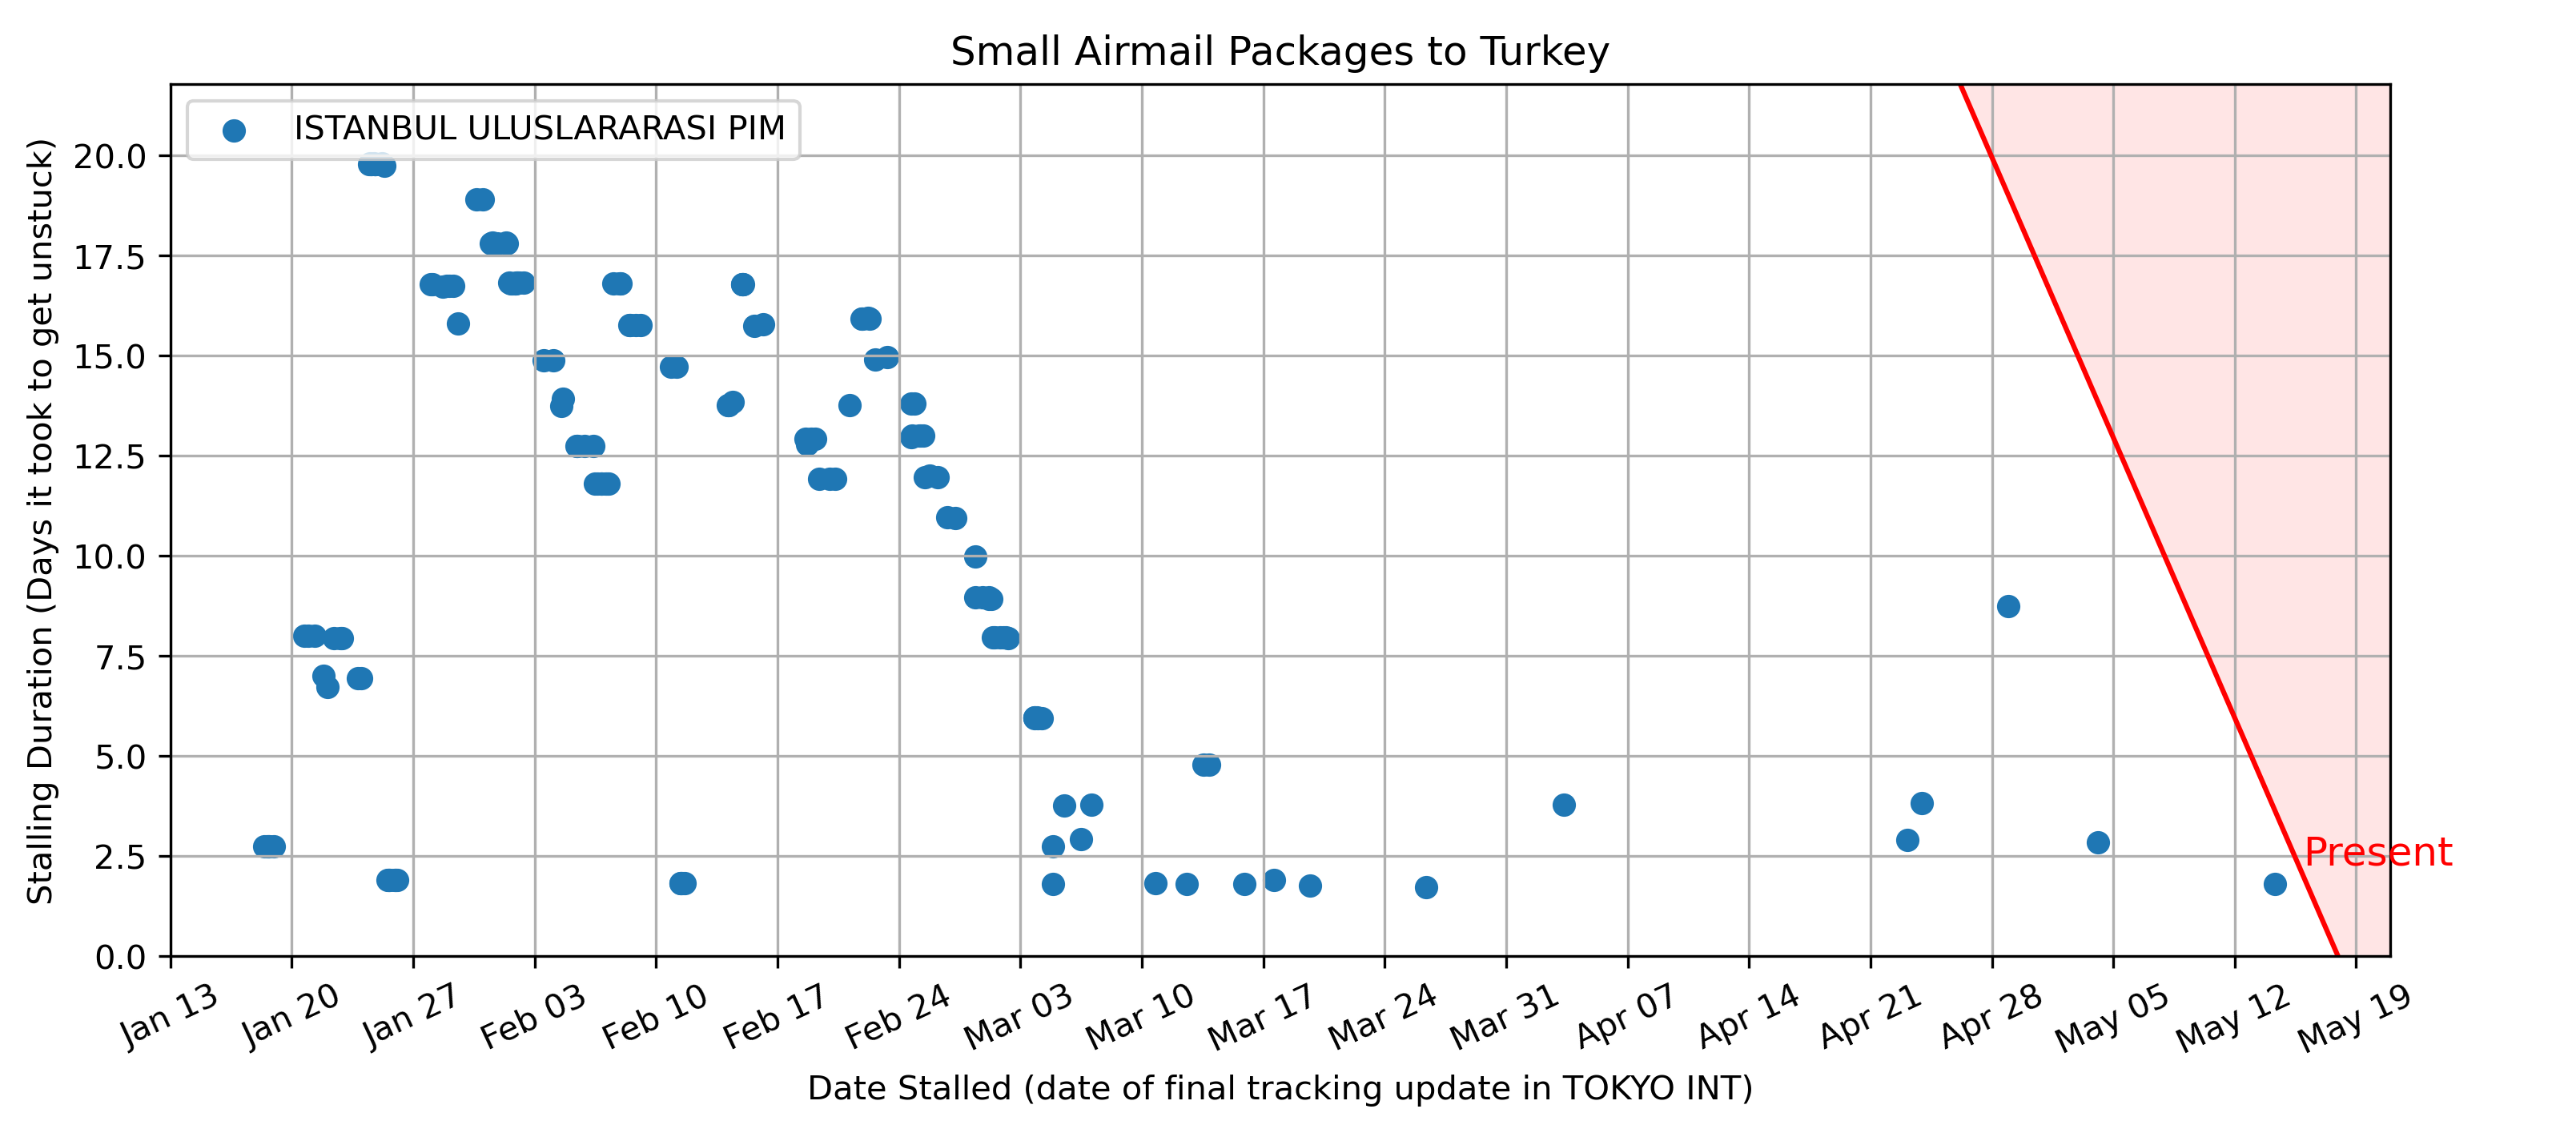 Small Airmail Packages to Turkey
ISTANBUL ULUSLARARASI PIM
Stalling Duration (Days it took to get unstuck)
20.0
17.5
15.0
12.5
10.0
7.5
5.0
2.5
0.0
Present
Jan 13
Jan 20
Jan 27
Feb 03
Feb 10
Feb 17
Feb 24
Mar 03
Mar 10
Mar 17
Mar 24
Mar 31
Apr 07
Apr 14
Apr 21
Apr 28
May 05
May 12
May 19
Date Stalled (date of final tracking update in TOKYO INT)